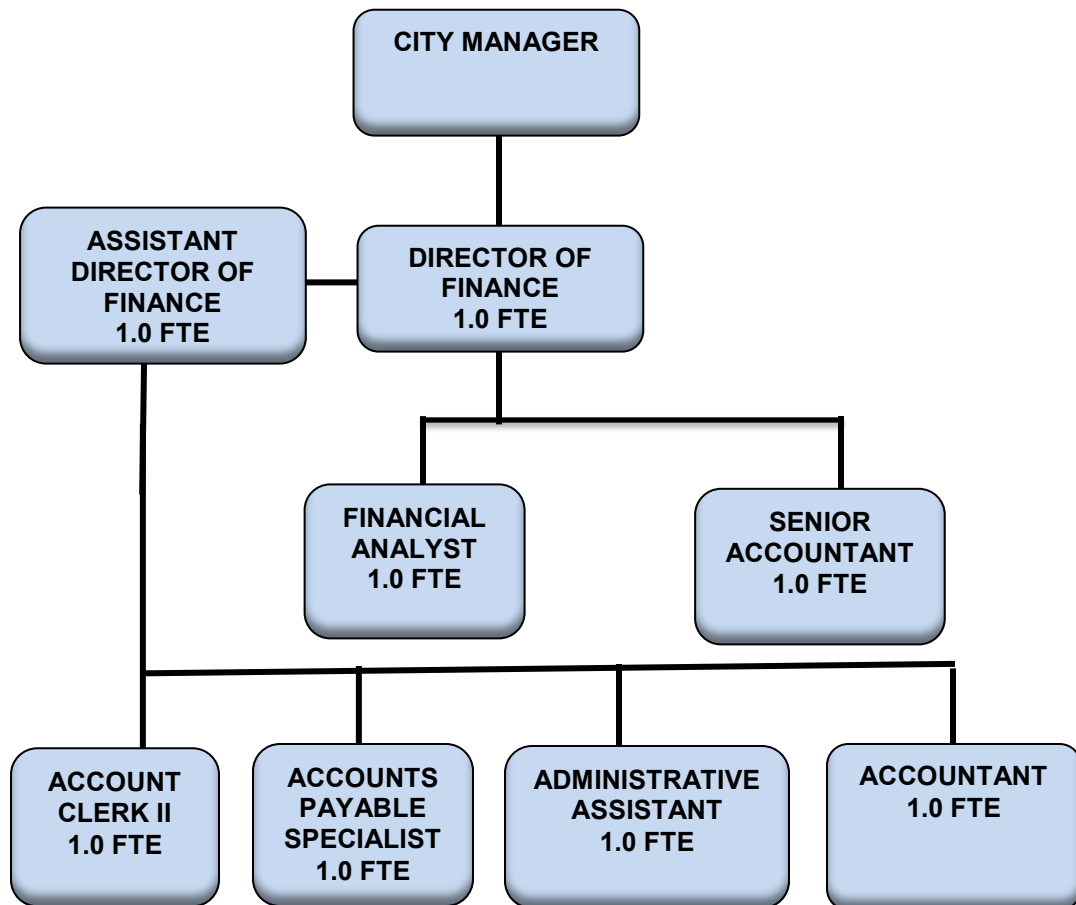 CITY MANAGER
ASSISTANT
DIRECTOR OF
FINANCE
1.0 FTE
DIRECTOR OF
FINANCE
1.0 FTE
FINANCIAL
ANALYST
1.0 FTE
SENIOR
ACCOUNTANT
1.0 FTE
ACCOUNT
CLERK II
1.0 FTE
ACCOUNTS
PAYABLE
SPECIALIST
1.0 FTE
ADMINISTRATIVE
ASSISTANT
1.0 FTE
ACCOUNTANT
1.0 FTE